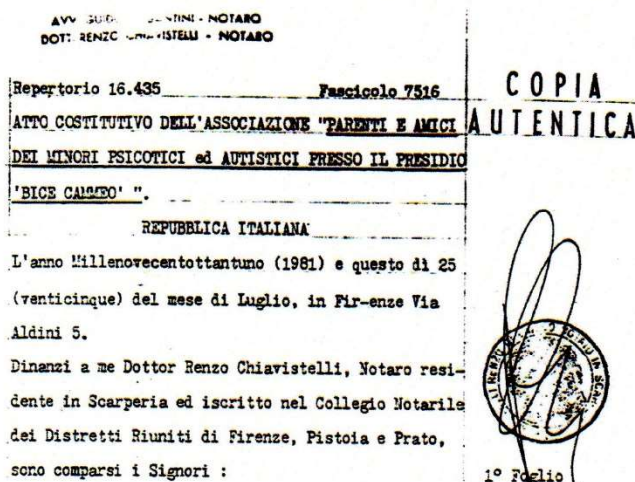 NOTARO
DOTT. RENZO CHIAVISTELLI - NOTARO
Repertorio 16.435 Fascicolo 7516
ATTO COSTITUTIVO DELL'ASSOCIAZIONE "PARENTI E AMICI
DEI MINORI PSICOTICI ed AUTISTICI PRESSO IL PRESIDIO
'BICE CAMMEO' ".
REPUBBLICA ITALIANA
L'anno Millenovecentottantuno (1981) e questo dì 25
(venticinque) del mese di Luglio, in Fir-enze Via
Aldini 5.
Dinanzi a me Dottor Renzo Chiavistelli, Notaro resi-
dente in Scarperia ed iscritto nel Collegio Notarile
dei Distretti Riuniti di Firenze, Pistoia e Prato,
sono comparsi i Signori :
COPIA
AUTENTICA
1° Foglio